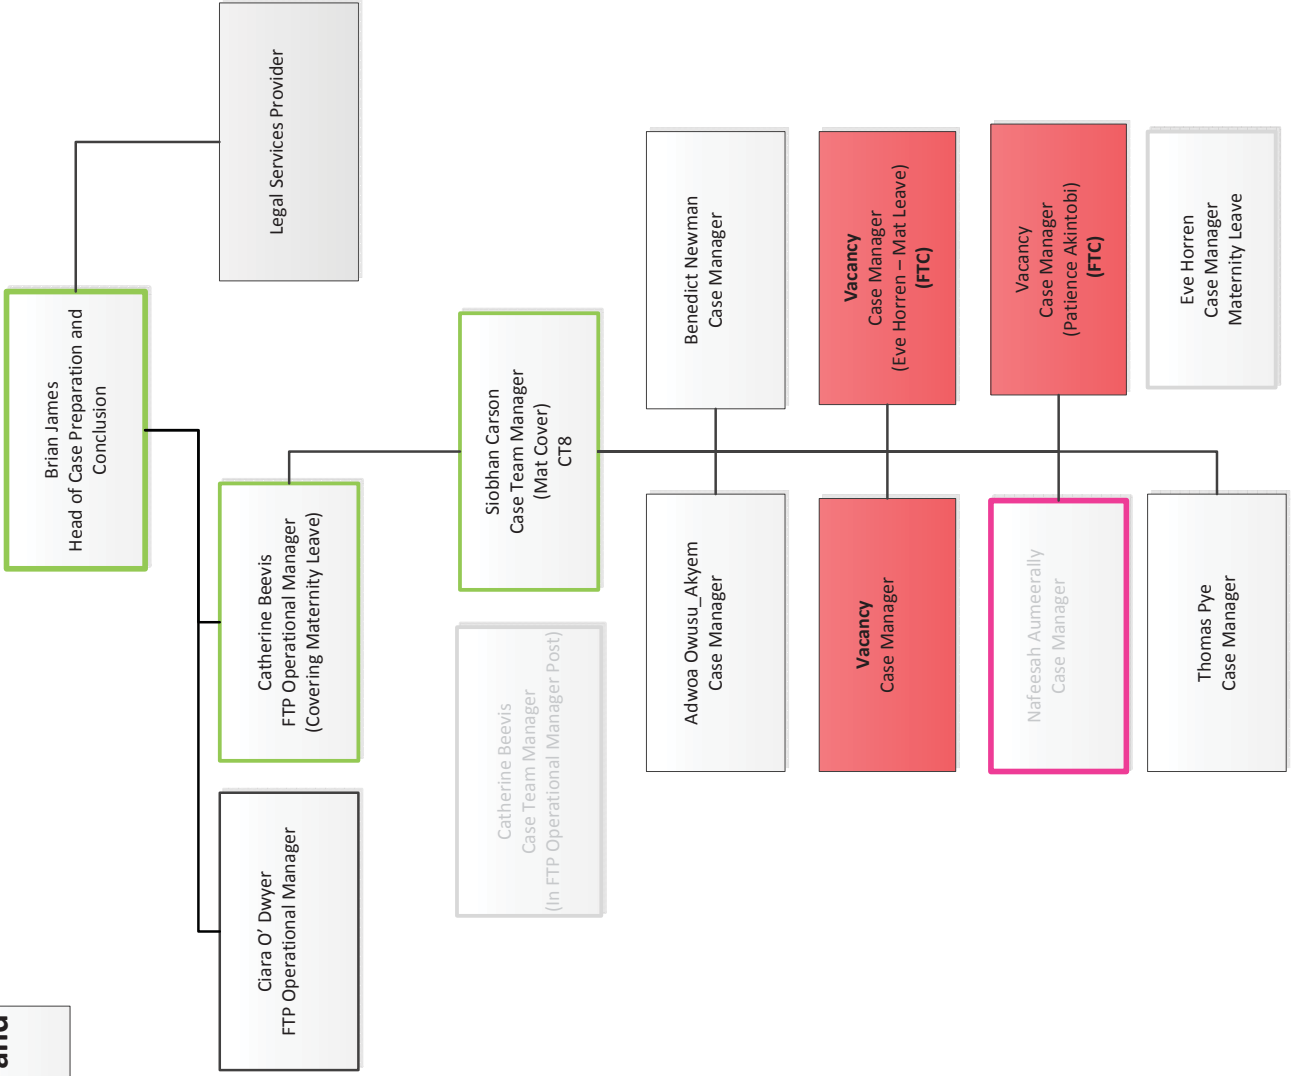 and
Brian James
Head of Case Preparation and
Conclusion
Legal Services Provider
Ciara O’ Dwyer
FTP Operational Manager
Catherine Beevis
FTP Operational Manager
(Covering Maternity Leave)
Catherine Beevis
Case Team Manager
(In FTP Operational Manager Post)
Siobhan Carson
Case Team Manager
(Mat Cover)
CT8
Adwoa Owusu_Akyem
Case Manager
Benedict Newman
Case Manager
Vacancy
Case Manager
Vacancy
Case Manager
(Eve Horren – Mat Leave)
(FTC)
Nafeesah Aumeerally
Case Manager
Vacancy
Case Manager
(Patience Akintobi)
(FTC)
Thomas Pye
Case Manager
Eve Horren
Case Manager
Maternity Leave